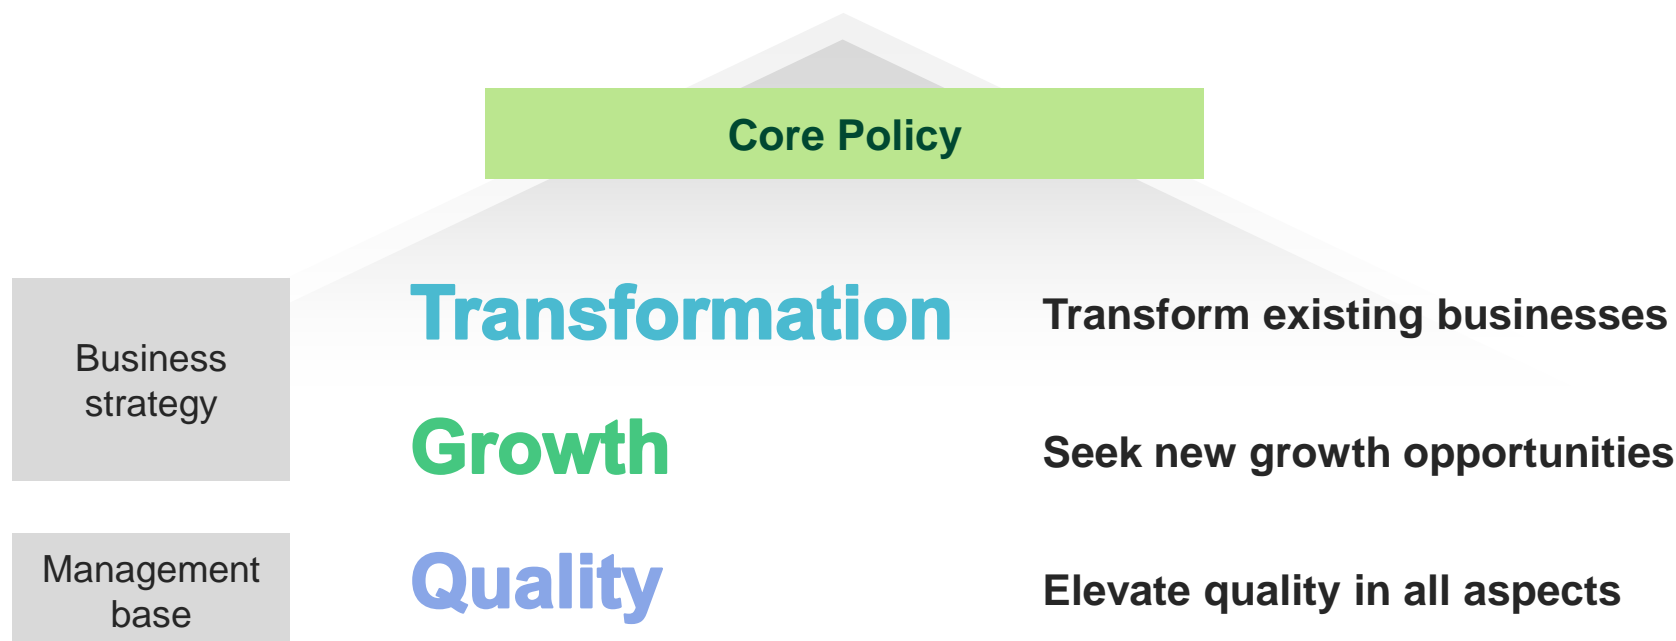 Core Policy
Business
strategy
Transformation
Transform existing businesses
Growth
Seek new growth opportunities
Management
base
Quality
Elevate quality in all aspects